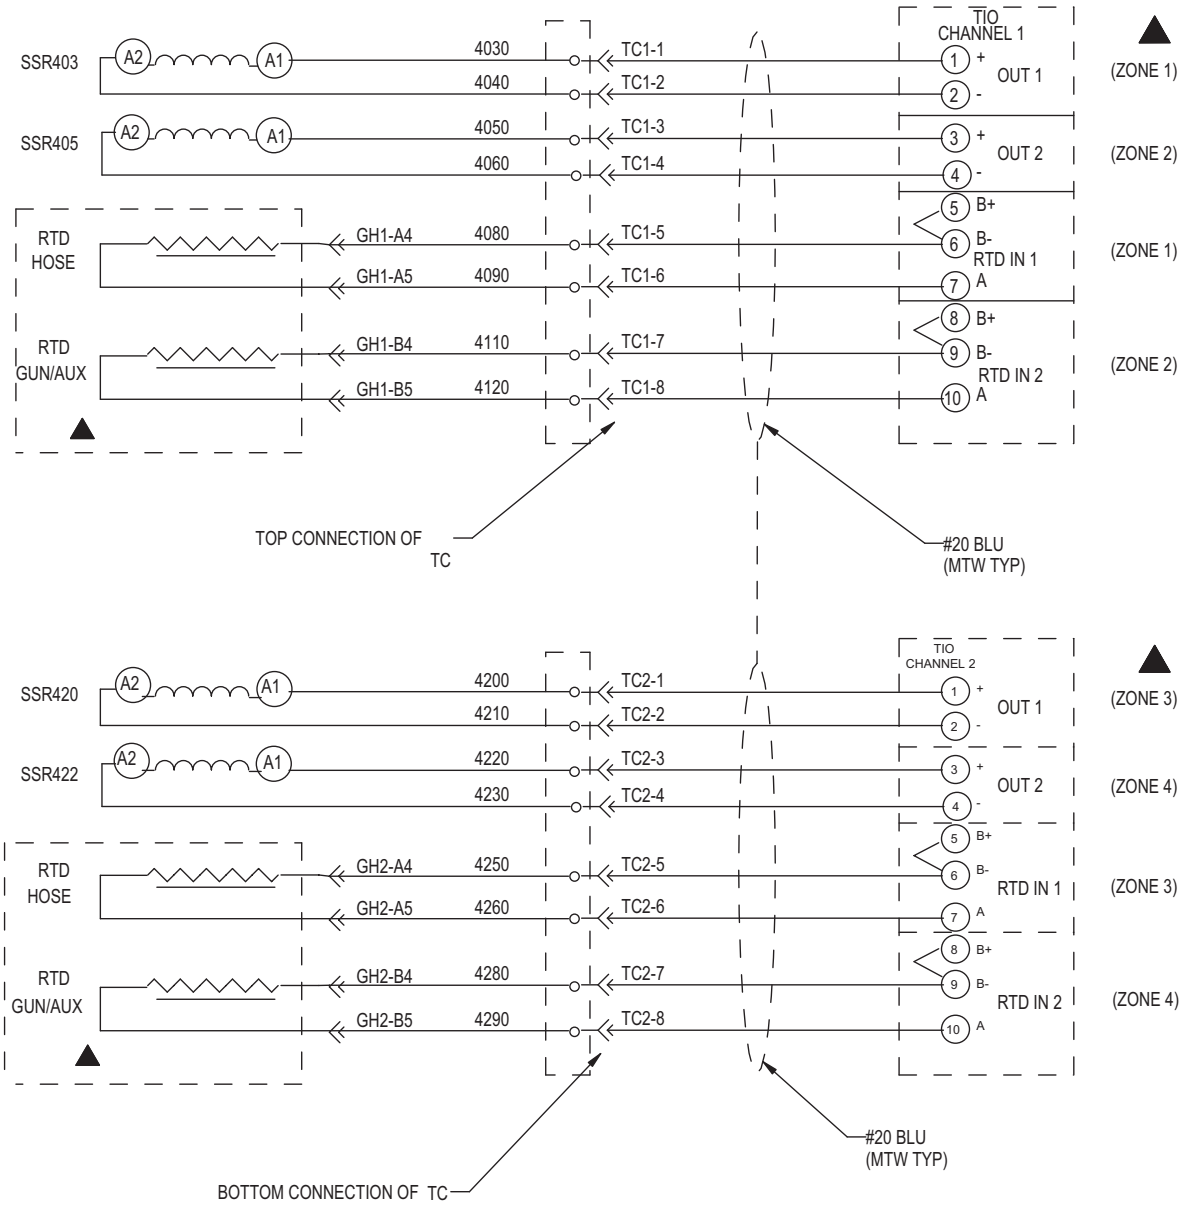 TIO
CHANNEL 1
SSR403 A2 A1 4030 TC1-1 1 + OUT 1 (ZONE 1)
4040 TC1-2 2 -
SSR405 A2 A1 4050 TC1-3 3 + OUT 2 (ZONE 2)
4060 TC1-4 4 -
5 B+
RTD
HOSE
GH1-A4 4080 TC1-5 6 B- RTD IN 1 (ZONE 1)
GH1-A5 4090 TC1-6 7 A
8 B+
RTD
GUN/AUX
GH1-B4 4110 TC1-7 9 B- RTD IN 2 (ZONE 2)
GH1-B5 4120 TC1-8 10 A
TOP CONNECTION OF
TC
#20 BLU
(MTW TYP)
TIO
CHANNEL 2
SSR420 A2 A1 4200 TC2-1 1 + OUT 1 (ZONE 3)
4210 TC2-2 2 -
SSR422 A2 A1 4220 TC2-3 3 + OUT 2 (ZONE 4)
4230 TC2-4 4 -
5 B+
RTD
HOSE
GH2-A4 4250 TC2-5 6 B- RTD IN 1 (ZONE 3)
GH2-A5 4260 TC2-6 7 A
8 B+
RTD
GUN/AUX
GH2-B4 4280 TC2-7 9 B- RTD IN 2 (ZONE 4)
GH2-B5 4290 TC2-8 10 A
#20 BLU
(MTW TYP)
BOTTOM CONNECTION OF TC